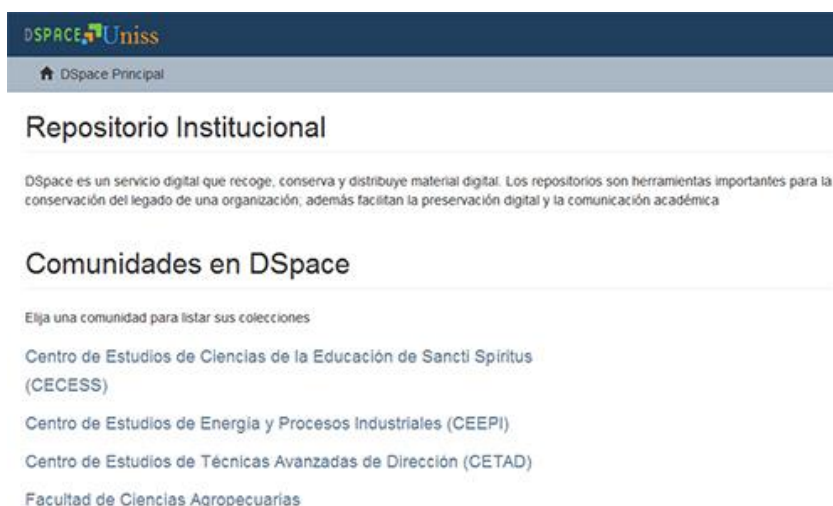 DSPACE Uniss
DSpace Principal
Repositorio Institucional
DSpace es un servicio digital que recoge, conserva y distribuye material digital. Los repositorios son herramientas importantes para la
conservación del legado de una organización; además facilitan la preservación digital y la comunicación académica
Comunidades en DSpace
Elija una comunidad para listar sus colecciones
Centro de Estudios de Ciencias de la Educación de Sancti Spíritus
(CECESS)
Centro de Estudios de Energía y Procesos Industriales (CEEPI)
Centro de Estudios de Técnicas Avanzadas de Dirección (CETAD)
Facultad de Ciencias Agropecuarias